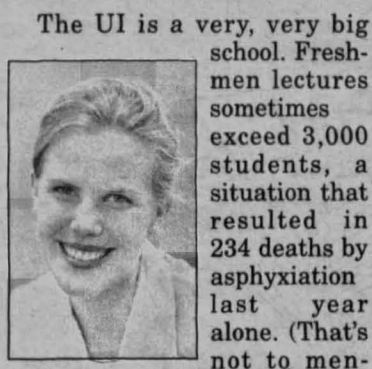 The UI is a very, very big
school. Fresh-
men lectures
sometimes
exceed 3,000
students, a
situation that
resulted in
234 deaths by
asphyxiation
last year
alone. (That's
not to men-